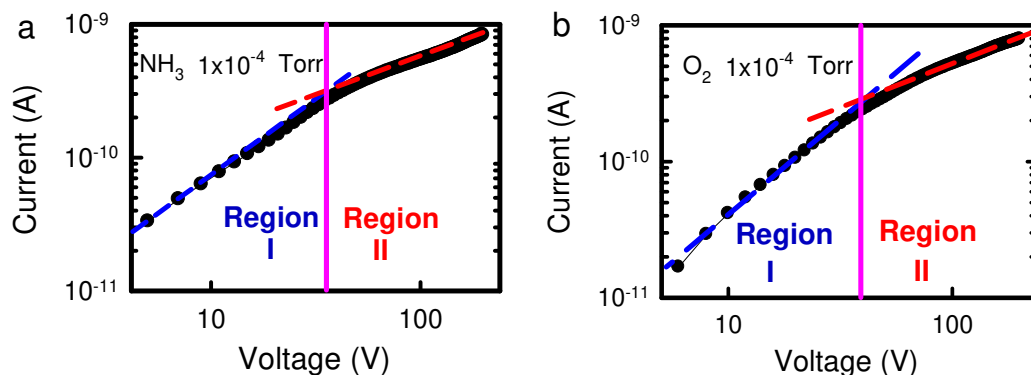 a
NH₃ 1x10⁻⁴ Torr
10⁻⁹
10⁻¹⁰
10⁻¹¹
Current (A)
Region
I
Region
II
10
100
Voltage (V)
b
O₂ 1x10⁻⁴ Torr
10⁻⁹
10⁻¹⁰
10⁻¹¹
Current (A)
Region
I
Region
II
10
100
Voltage (V)